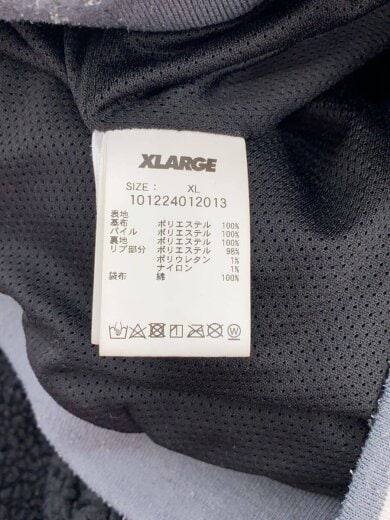 XLARGE
SIZE : XL
101224012013
表地
基布 ポリエステル 100%
パイル ポリエステル 100%
裏地 ポリエステル 100%
リブ部分 ポリエステル 98%
ポリウレタン 1%
ナイロン 1%
袋布 綿 100%
W